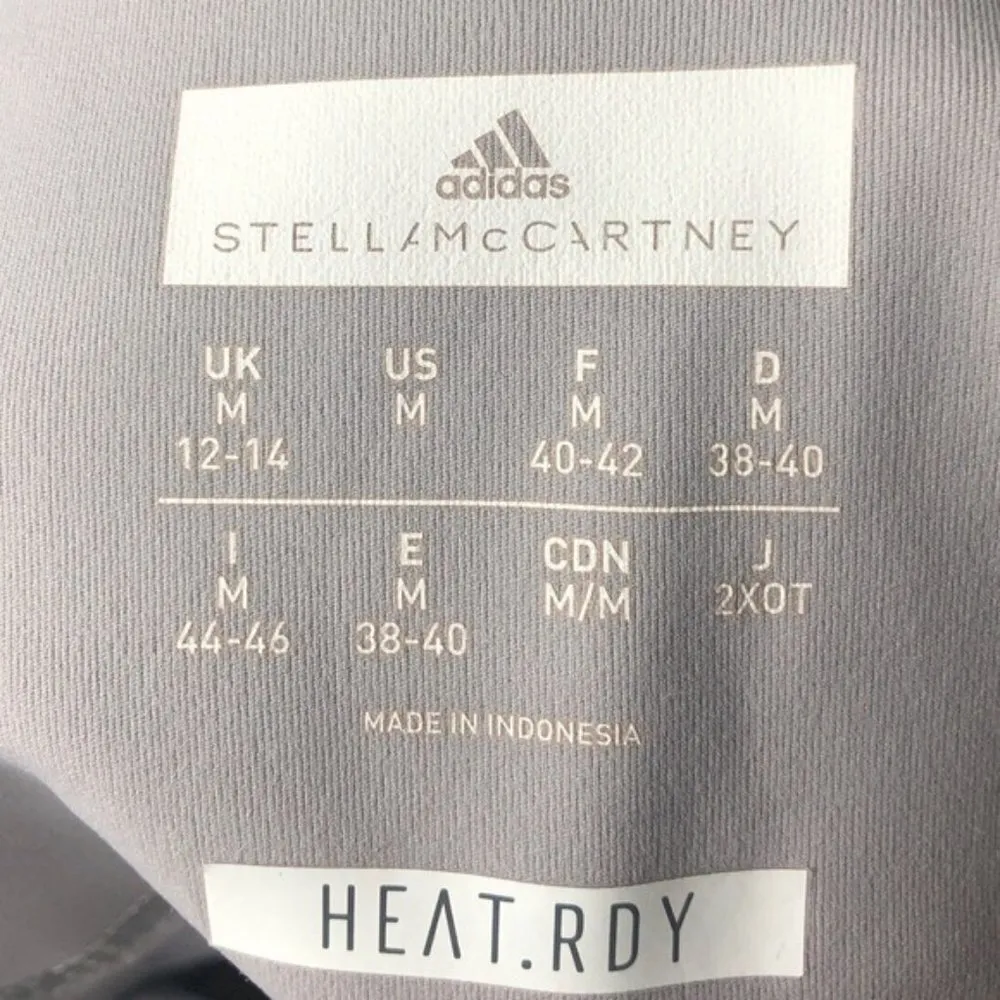 adidas
STELLAMcCARTNEY
UK US F D
M M M M
12-14 40-42 38-40
I E CDN J
M M M/M 2XOT
44-46 38-40
MADE IN INDONESIA
HEAT.RDY